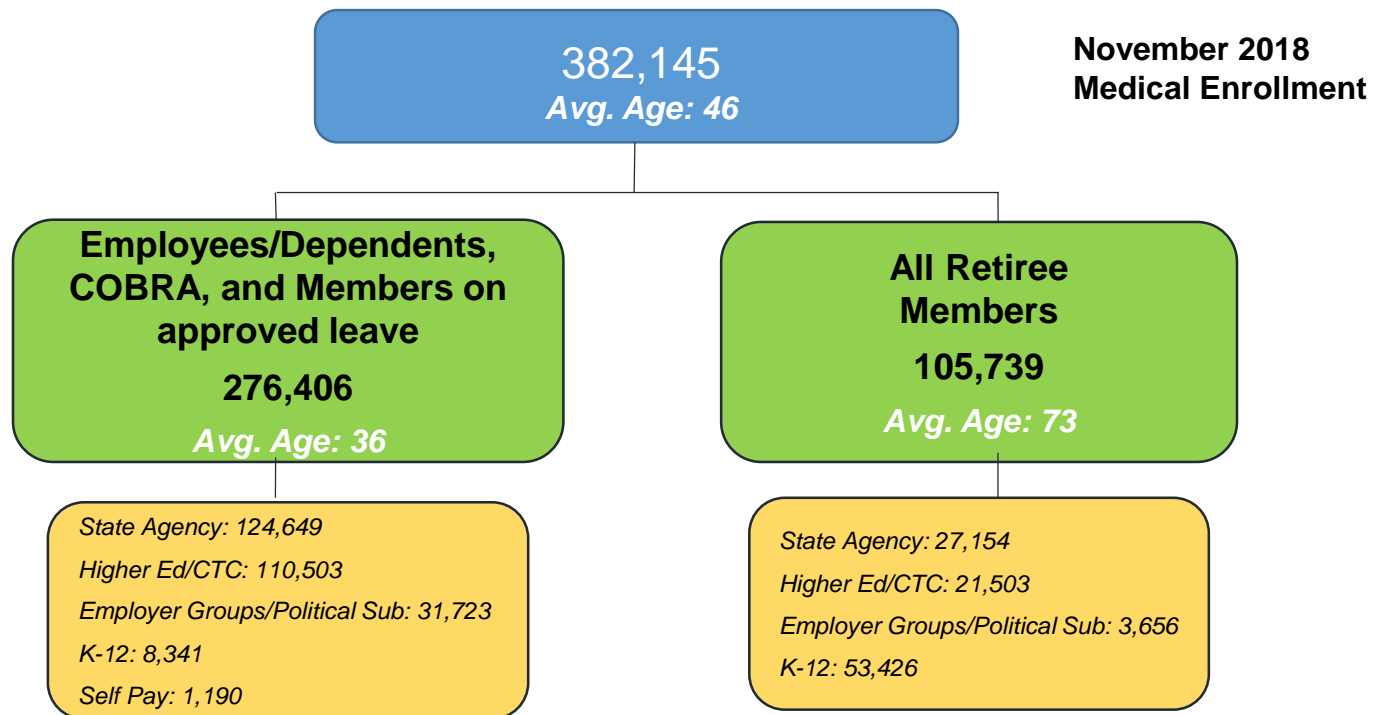 382,145
Avg. Age: 46
November 2018
Medical Enrollment
Employees/Dependents,
COBRA, and Members on
approved leave
276,406
Avg. Age: 36
All Retiree
Members
105,739
Avg. Age: 73
State Agency: 124,649
Higher Ed/CTC: 110,503
Employer Groups/Political Sub: 31,723
K-12: 8,341
Self Pay: 1,190
State Agency: 27,154
Higher Ed/CTC: 21,503
Employer Groups/Political Sub: 3,656
K-12: 53,426